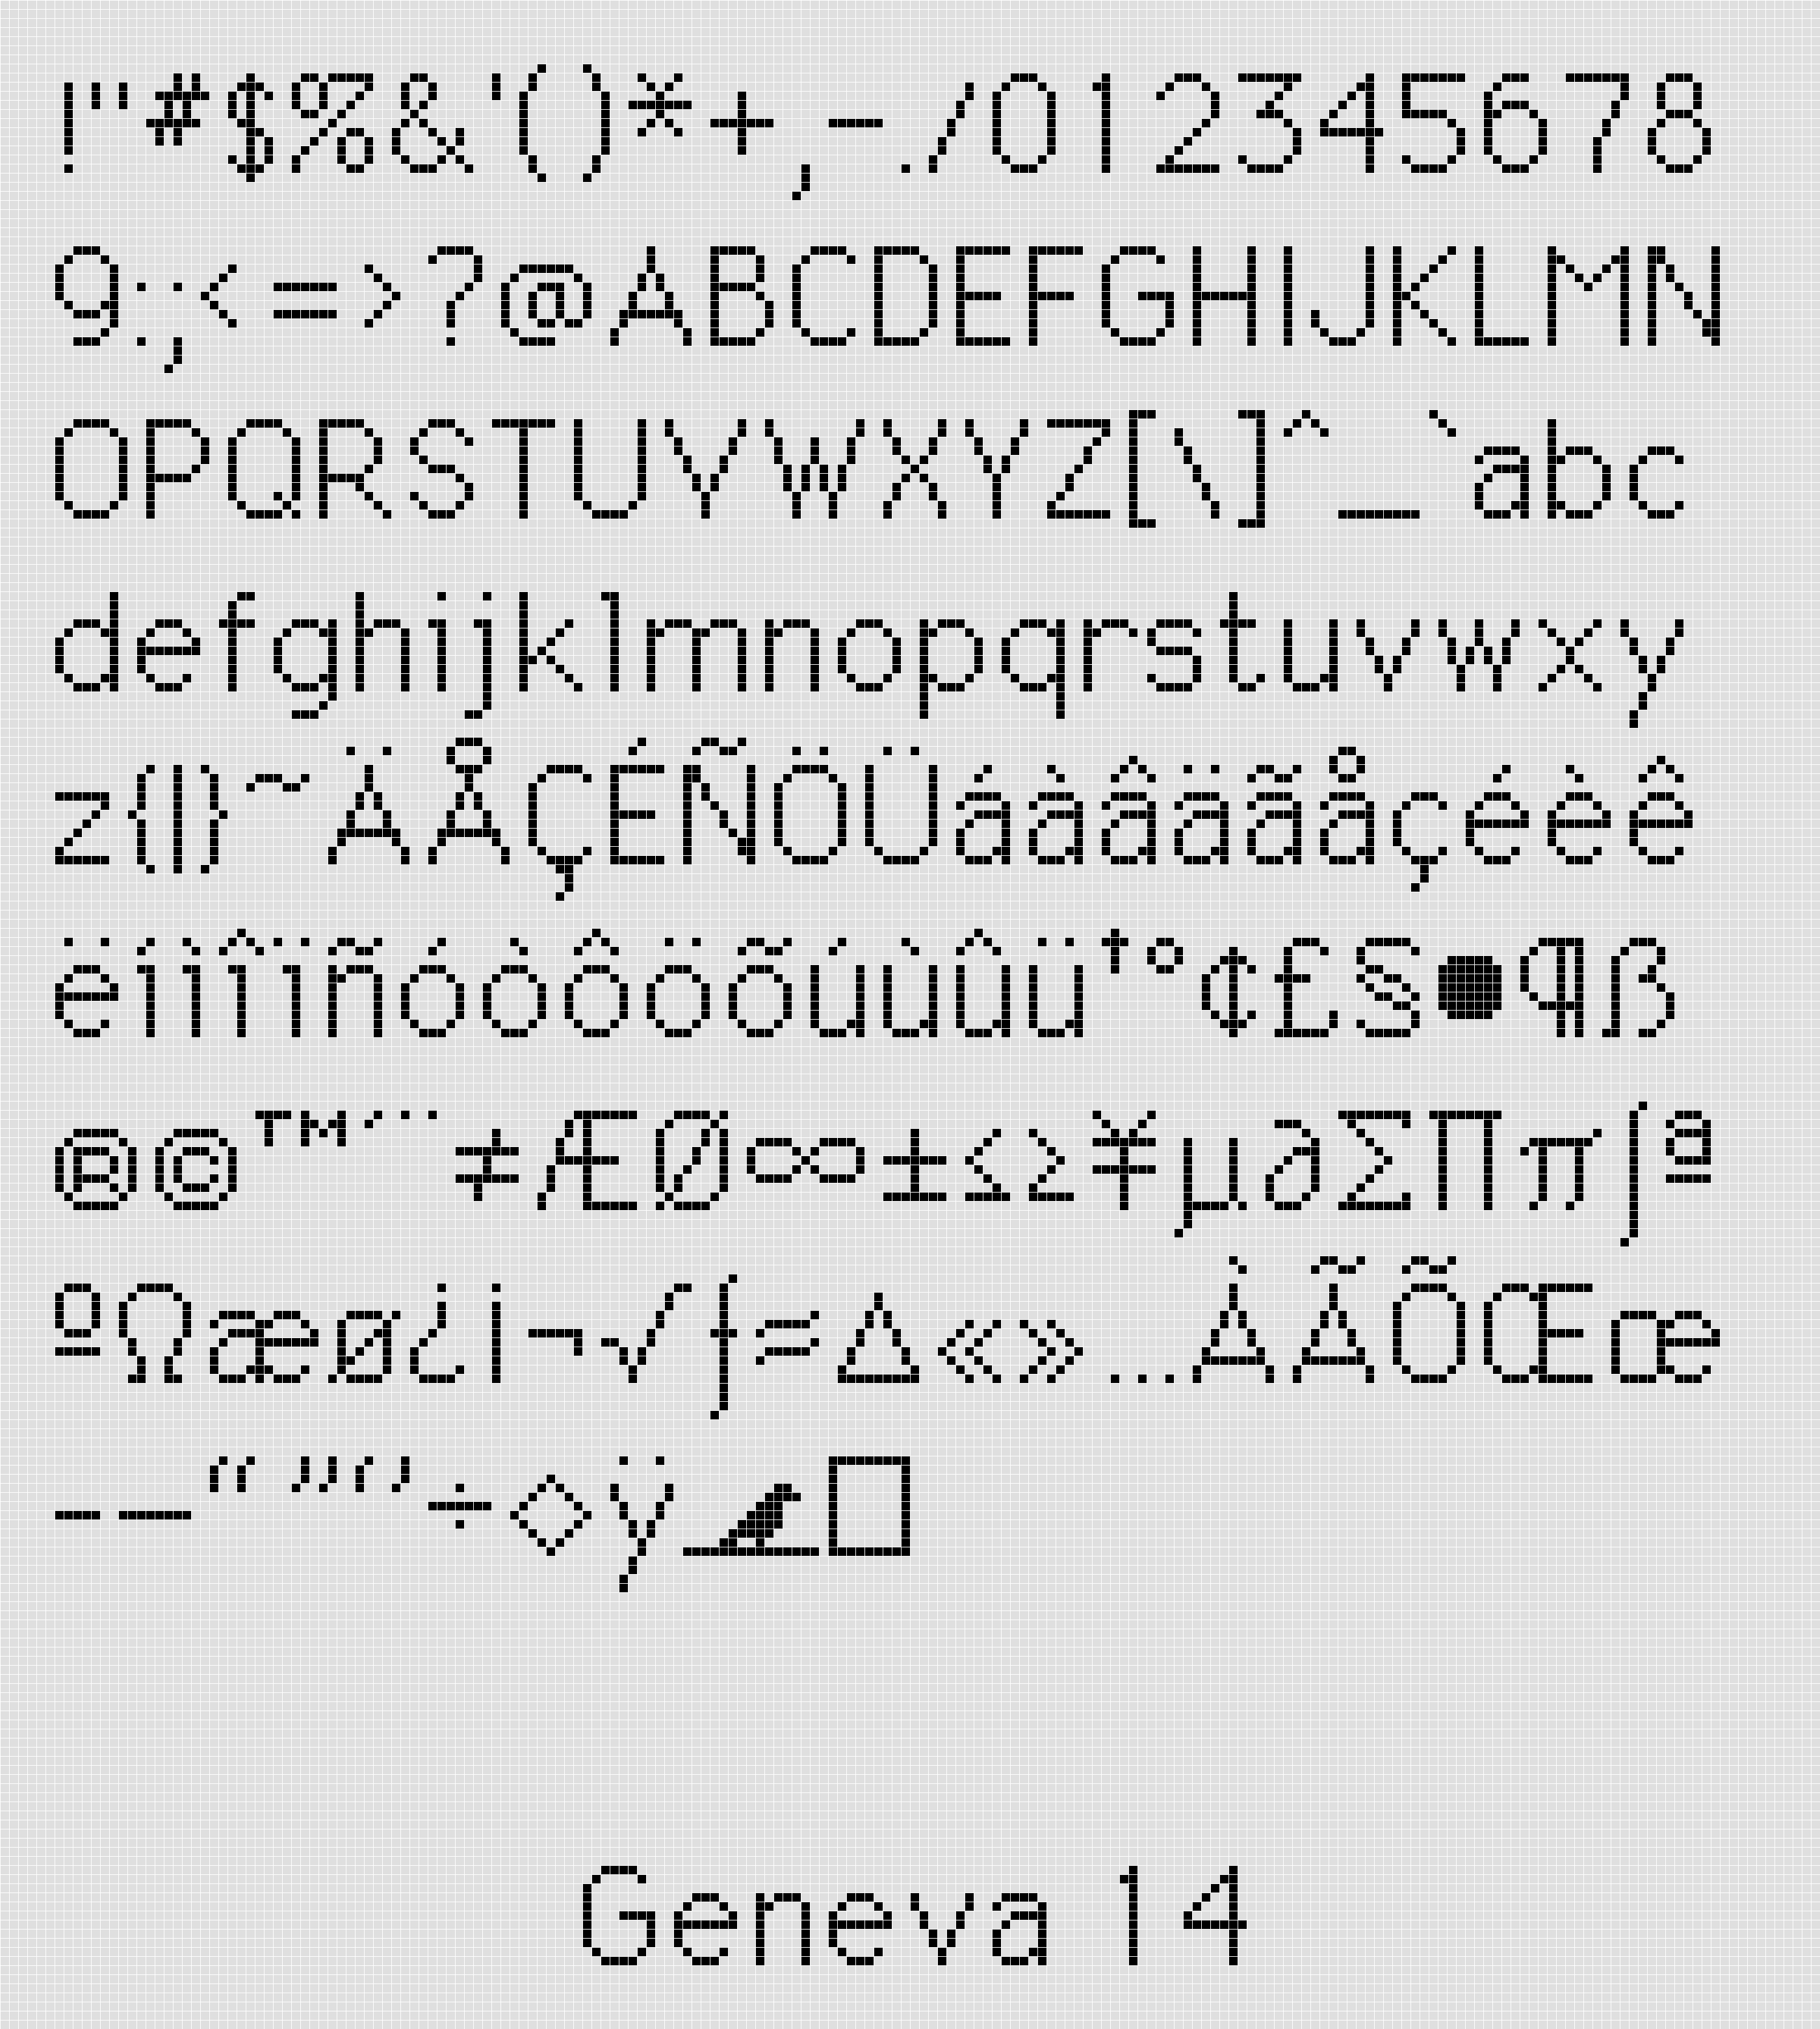 !"#$%&'()*+,-./012345678
9:;<=>?@ABCDEFGHIJKLMN
OPQRSTUVWXYZ[\]^_`abc
defghijklmnopqrstuvwxy
z{|}~ÄÅÇÉÑÖÜáàâäãåçéèê
ëíìîïñóòôöõúùûü†°¢£§•¶ß
®©™´¨≠ÆØ∞±≤≥¥µ∂∑∏π∫ª
ºΩæø¿¡¬√ƒ≈∆«»…ÀÃÕŒœ
–—“”‘’÷◊ÿ
Geneva 14